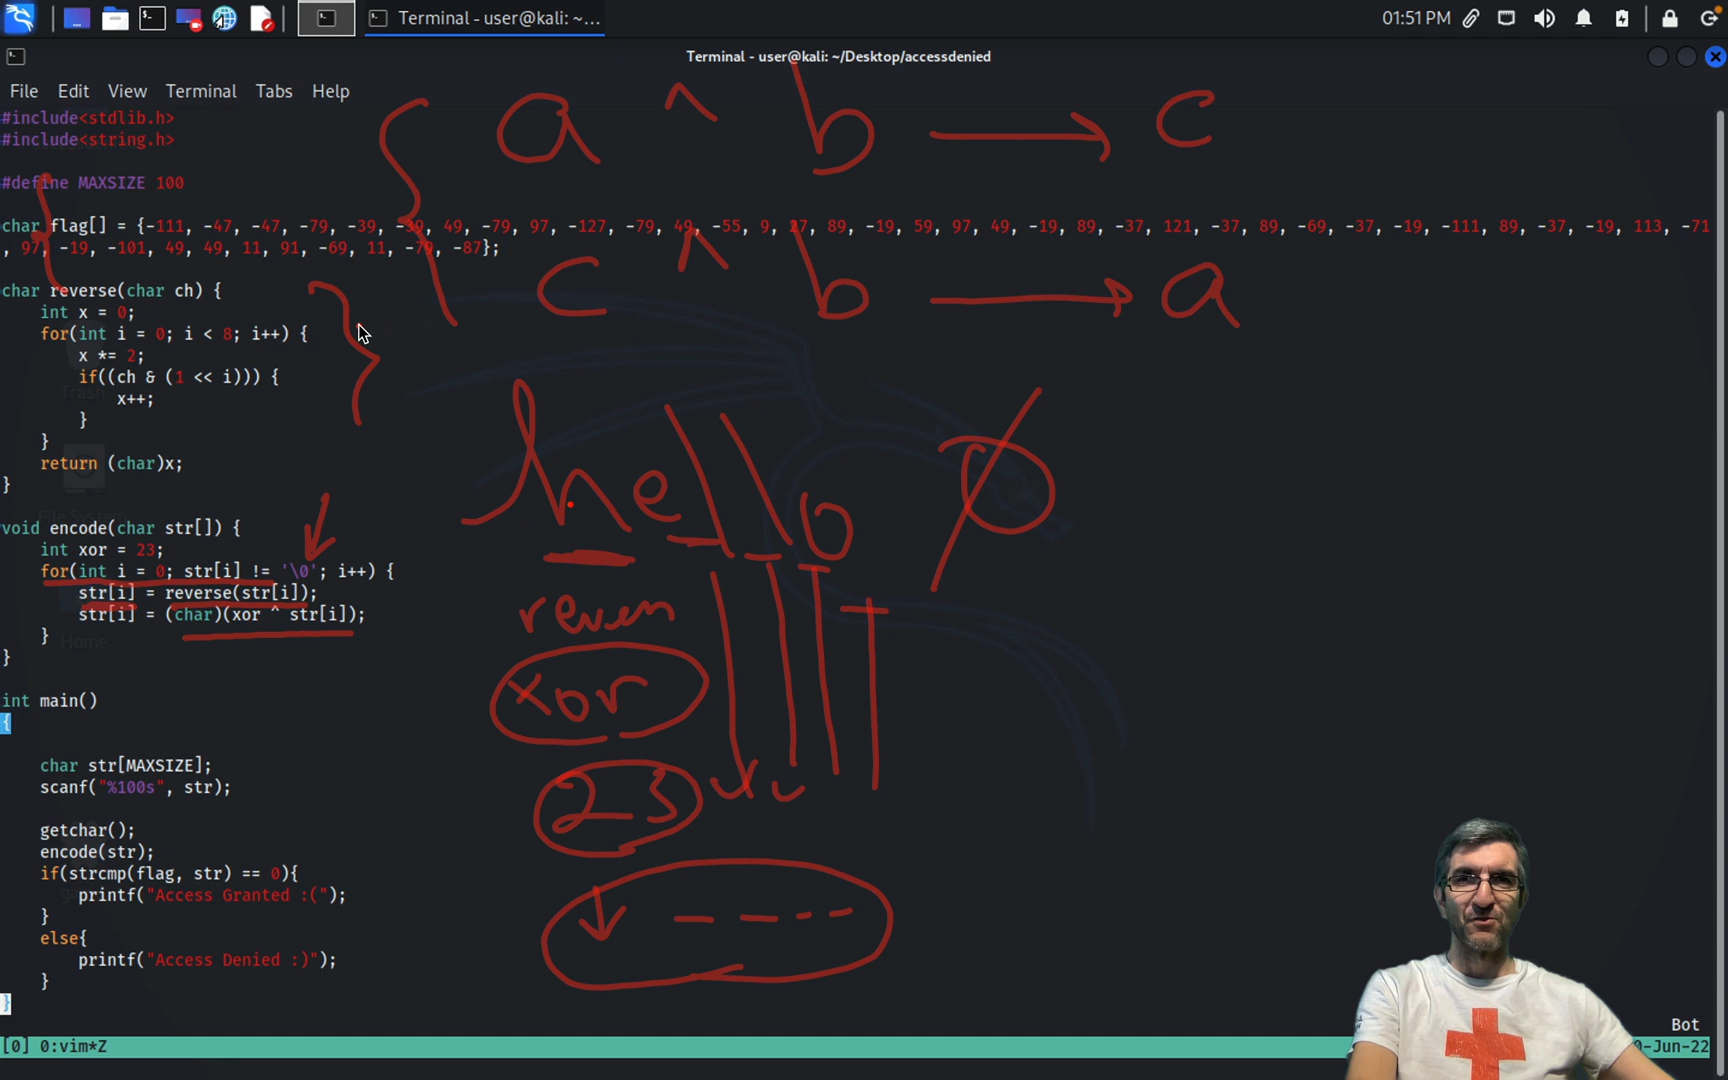 01:51 PM
Terminal - user@kali: ~...
Terminal - user@kali: ~/Desktop/accessdenied
File Edit View Terminal Tabs Help
#include<stdlib.h>
#include<string.h>
#define MAXSIZE 100
char flag[] = {-111, -47, -47, -79, -39, -39, 49, -79, 97, -127, -79, 49, -55, 9, 27, 89, -19, 59, 97, 49, -19, 89, -37, 121, -37, 89, -69, -37, -19, -111, 89, -37, -19, 113, -71
, 97, -19, -101, 49, 49, 11, 91, -69, 11, -79, -87};
char reverse(char ch) {
int x = 0;
for(int i = 0; i < 8; i++) {
x *= 2;
if((ch & (1 << i))) {
x++;
}
}
return (char)x;
}
void encode(char str[]) {
int xor = 23;
for(int i = 0; str[i] != '\0'; i++) {
str[i] = reverse(str[i]);
str[i] = (char)(xor ^ str[i]);
}
}
int main()
{
char str[MAXSIZE];
scanf("%100s", str);
getchar();
encode(str);
if(strcmp(flag, str) == 0){
printf("Access Granted :(");
}
else{
printf("Access Denied :)");
}
}
a ^ b → c
c ^ b → a
xor
23
Trash
Home
Bot
[0] 0:vim*Z
-Jun-22